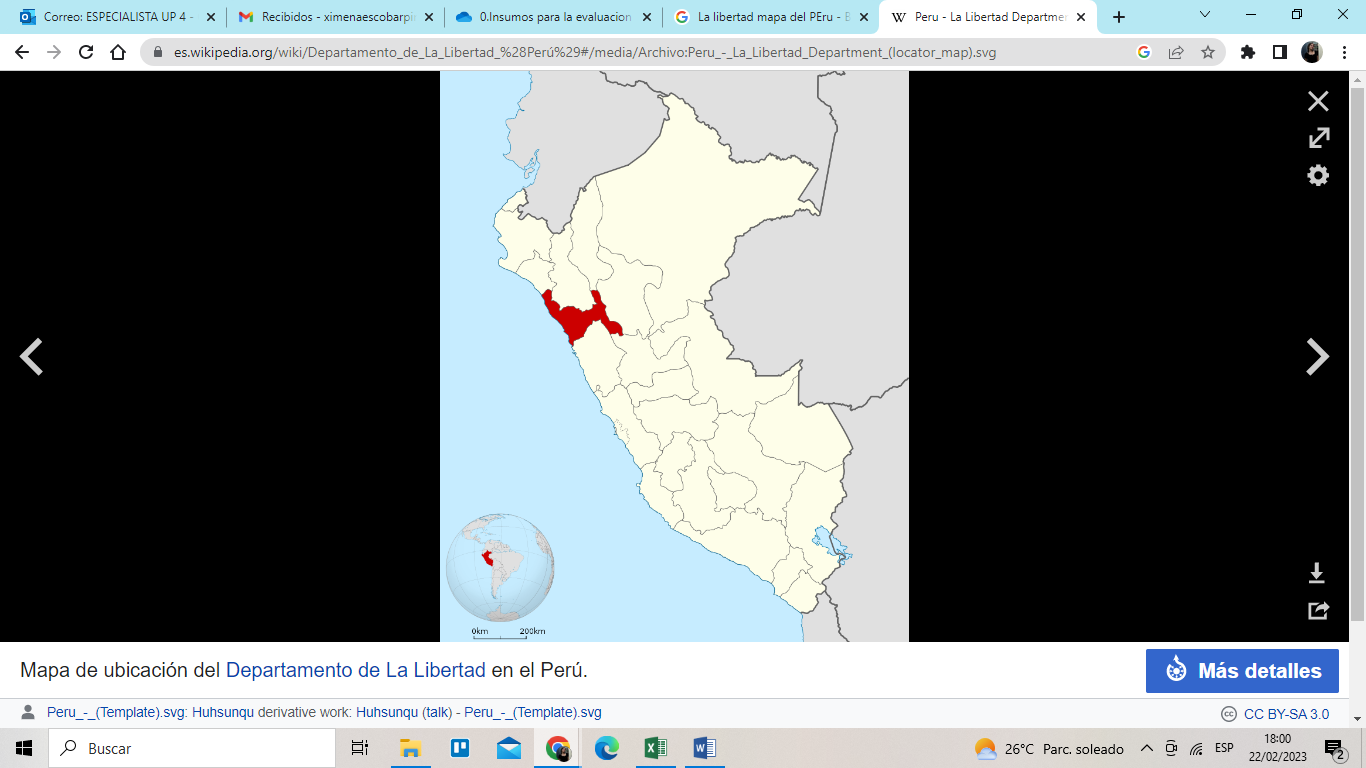 Correo: ESPECIALISTA UP 4 -
Recibidos - ximenaescobarpi
0.Insumos para la evaluacion
La libertad mapa del PEru - B
Peru - La Libertad Departmen
es.wikipedia.org/wiki/Departamento_de_La_Libertad_%28Perú%29#/media/Archivo:Peru_-_La_Libertad_Department_(locator_map).svg
0km 200km
Mapa de ubicación del Departamento de La Libertad en el Perú.
Más detalles
Peru_-_(Template).svg: Huhsunqu derivative work: Huhsunqu (talk) - Peru_-_(Template).svg
CC BY-SA 3.0
Buscar
26°C Parc. soleado
ESP
18:00
22/02/2023
2